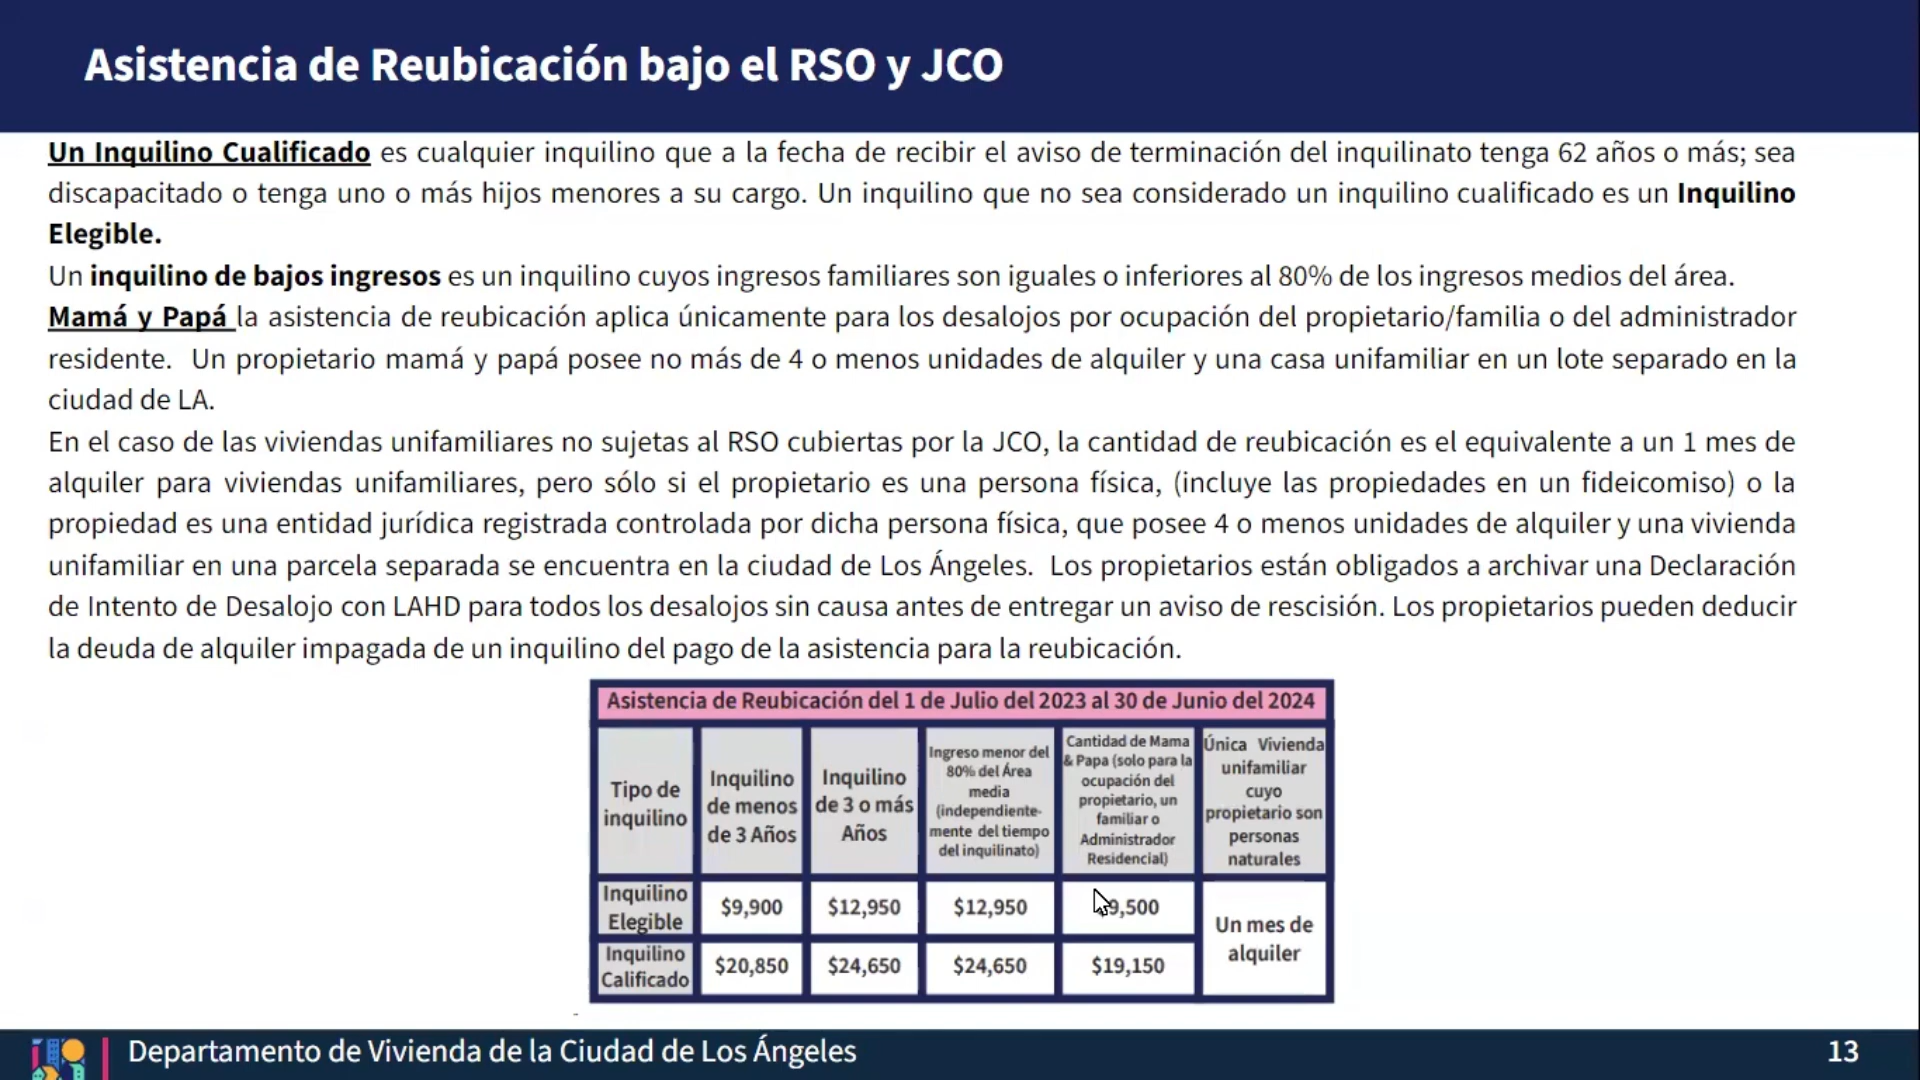 Asistencia de Reubicación bajo el RSO y JCO
Un Inquilino Cualificado es cualquier inquilino que a la fecha de recibir el aviso de terminación del inquilinato tenga 62 años o más; sea
discapacitado o tenga uno o más hijos menores a su cargo. Un inquilino que no sea considerado un inquilino cualificado es un Inquilino
Elegible.
Un inquilino de bajos ingresos es un inquilino cuyos ingresos familiares son iguales o inferiores al 80% de los ingresos medios del área.
Mamá y Papá la asistencia de reubicación aplica únicamente para los desalojos por ocupación del propietario/familia o del administrador
residente. Un propietario mamá y papá posee no más de 4 o menos unidades de alquiler y una casa unifamiliar en un lote separado en la
ciudad de LA.
En el caso de las viviendas unifamiliares no sujetas al RSO cubiertas por la JCO, la cantidad de reubicación es el equivalente a un 1 mes de
alquiler para viviendas unifamiliares, pero sólo si el propietario es una persona física, (incluye las propiedades en un fideicomiso) o la
propiedad es una entidad jurídica registrada controlada por dicha persona física, que posee 4 o menos unidades de alquiler y una vivienda
unifamiliar en una parcela separada se encuentra en la ciudad de Los Ángeles. Los propietarios están obligados a archivar una Declaración
de Intento de Desalojo con LAHD para todos los desalojos sin causa antes de entregar un aviso de rescisión. Los propietarios pueden deducir
la deuda de alquiler impagada de un inquilino del pago de la asistencia para la reubicación.
Asistencia de Reubicación del 1 de Julio del 2023 al 30 de Junio del 2024
Tipo de
inquilino
Inquilino
de menos
de 3 Años
Inquilino
de 3 o más
Años
Ingreso menor del
80% del Área
media
(independiente-
mente del tiempo
del inquilinato)
Cantidad de Mama
& Papa (solo para la
ocupación del
propietario, un
familiar o
Administrador
Residencial)
Única Vivienda
unifamiliar
cuyo
propietario son
personas
naturales
Inquilino
Elegible
$9,900
$12,950
$12,950
9,500
Un mes de
alquiler
Inquilino
Calificado
$20,850
$24,650
$24,650
$19,150
Departamento de Vivienda de la Ciudad de Los Ángeles
13